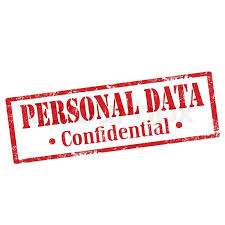 PERSONAL DATA
• Confidential •